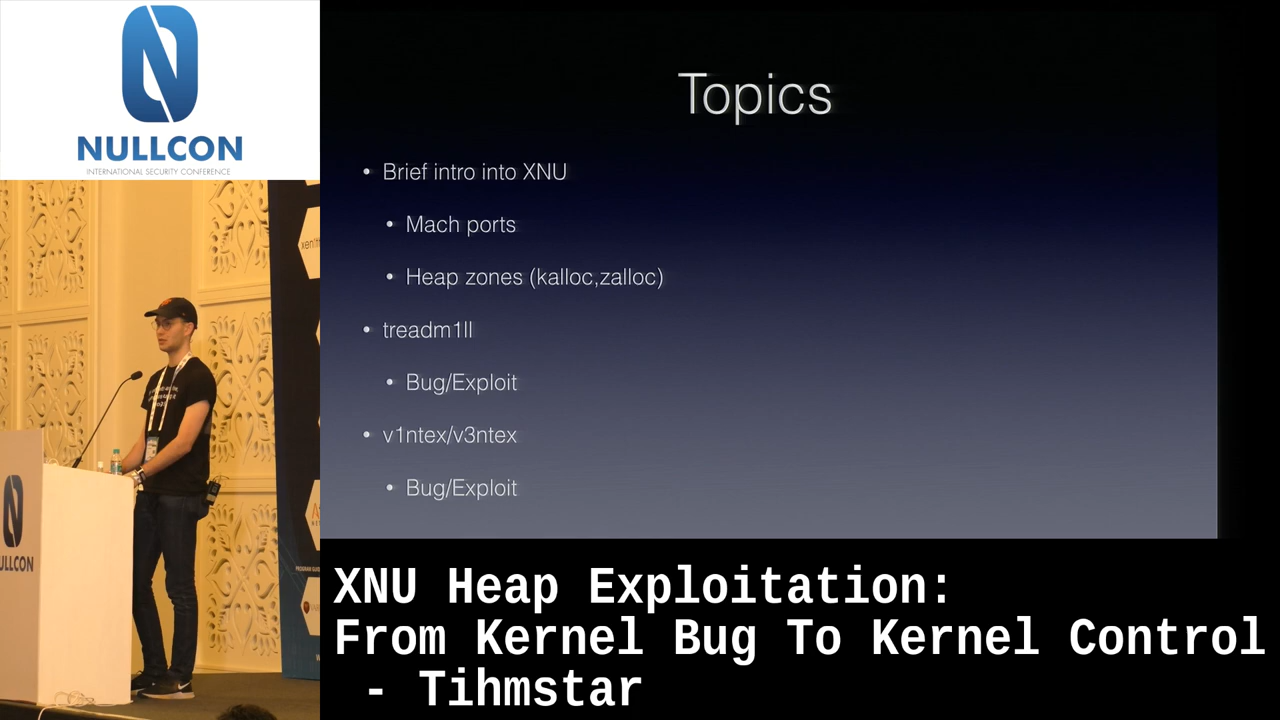 NULLCON
INTERNATIONAL SECURITY CONFERENCE
Topics
• Brief intro into XNU
• Mach ports
• Heap zones (kalloc,zalloc)
• treadm1ll
• Bug/Exploit
• v1ntex/v3ntex
• Bug/Exploit
XNU Heap Exploitation:
From Kernel Bug To Kernel Control
- Tihmstar